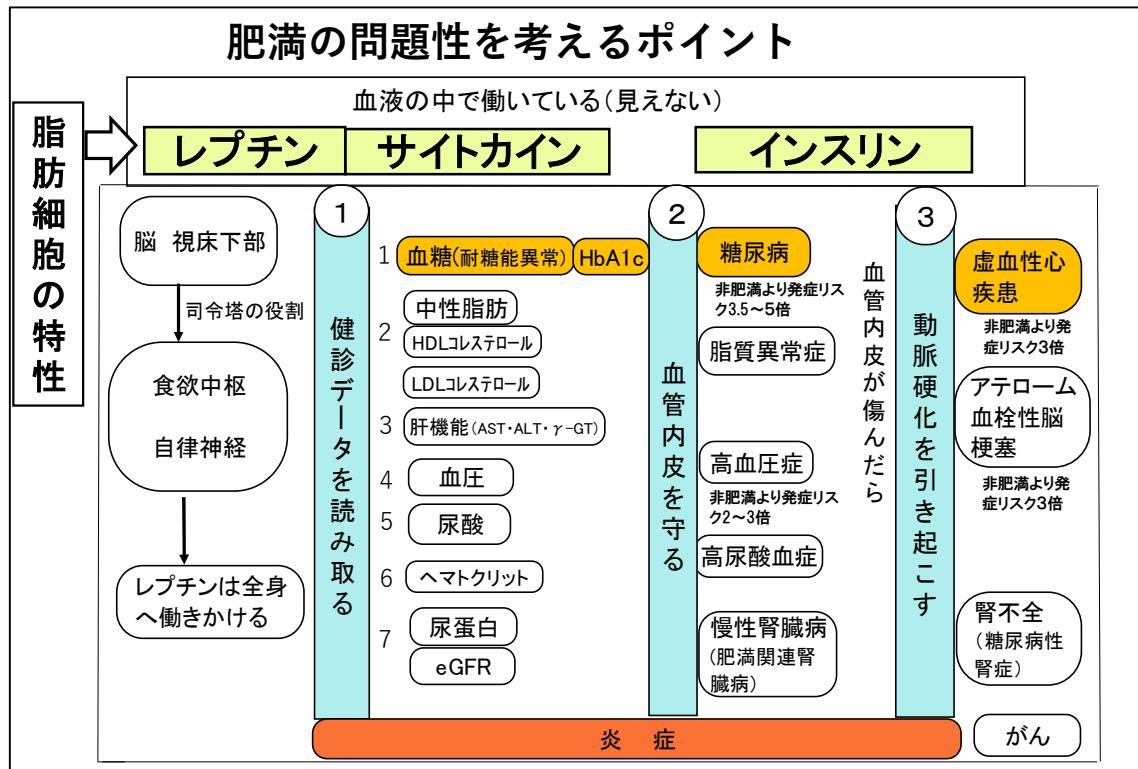 肥満の問題性を考えるポイント
血液の中で働いている(見えない)
脂肪細胞の特性
レプチン
サイトカイン
インスリン
脳 視床下部
司令塔の役割
食欲中枢
自律神経
レプチンは全身
へ働きかける
1
健診データを読み取る
1
血糖(耐糖能異常)
HbA1c
2
中性脂肪
HDLコレステロール
LDLコレステロール
3
肝機能(AST・ALT・γ-GT)
4
血圧
5
尿酸
6
ヘマトクリット
7
尿蛋白
eGFR
2
血管内皮を守る
糖尿病
非肥満より発症リス
ク3.5~5倍
脂質異常症
高血圧症
非肥満より発症リス
ク2~3倍
高尿酸血症
慢性腎臓病
(肥満関連腎
臓病)
血管内皮が傷んだら
3
動脈硬化を引き起こす
虚血性心
疾患
非肥満より発
症リスク3倍
アテローム
血栓性脳
梗塞
非肥満より発
症リスク3倍
腎不全
(糖尿病性
腎症)
がん
炎 症